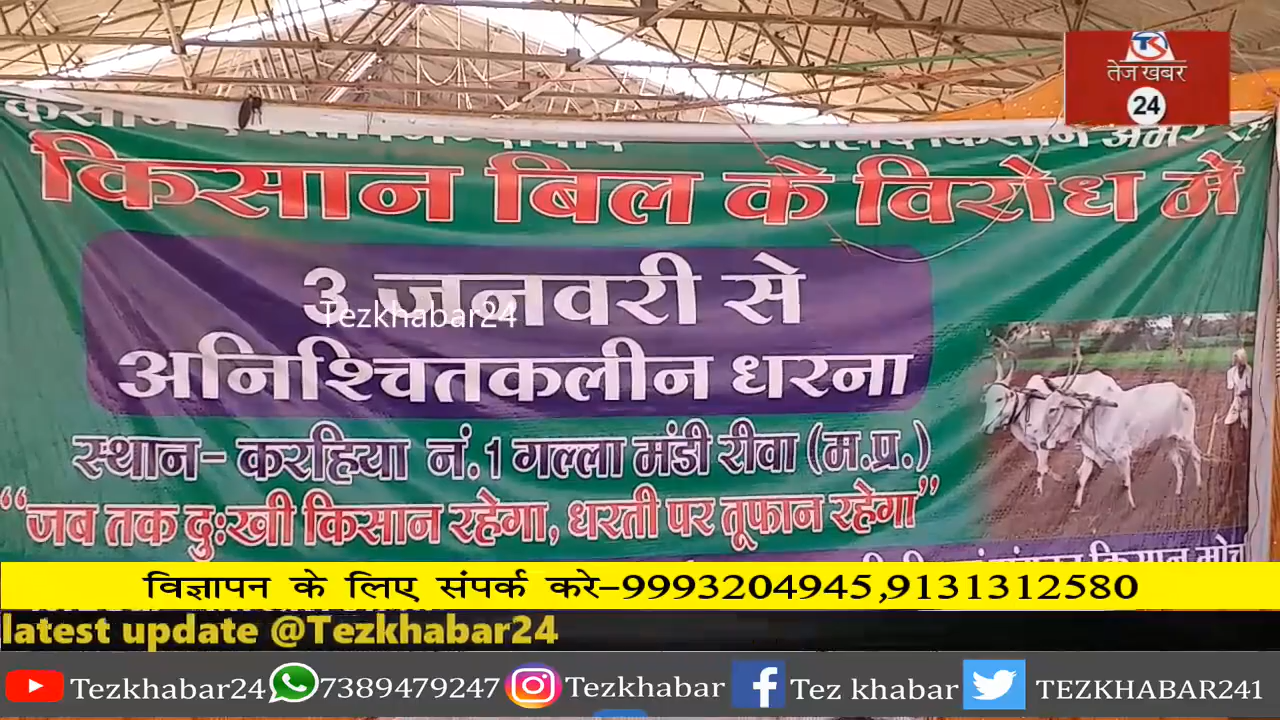 तेज खबर
24
किसान बिल के विरोध में
3 जनवरी से
Tezkhabar24
अनिश्चितकलीन धरना
स्थान- करहिया नं.1 गल्ला मंडी रीवा (म.प्र.)
“जब तक दुःखी किसान रहेगा, धरती पर तूफान रहेगा”
विज्ञापन के लिए संपर्क करे-9993204945,9131312580
latest update @Tezkhabar24
Tezkhabar24 7389479247 Tezkhabar Tez khabar TEZKHABAR241